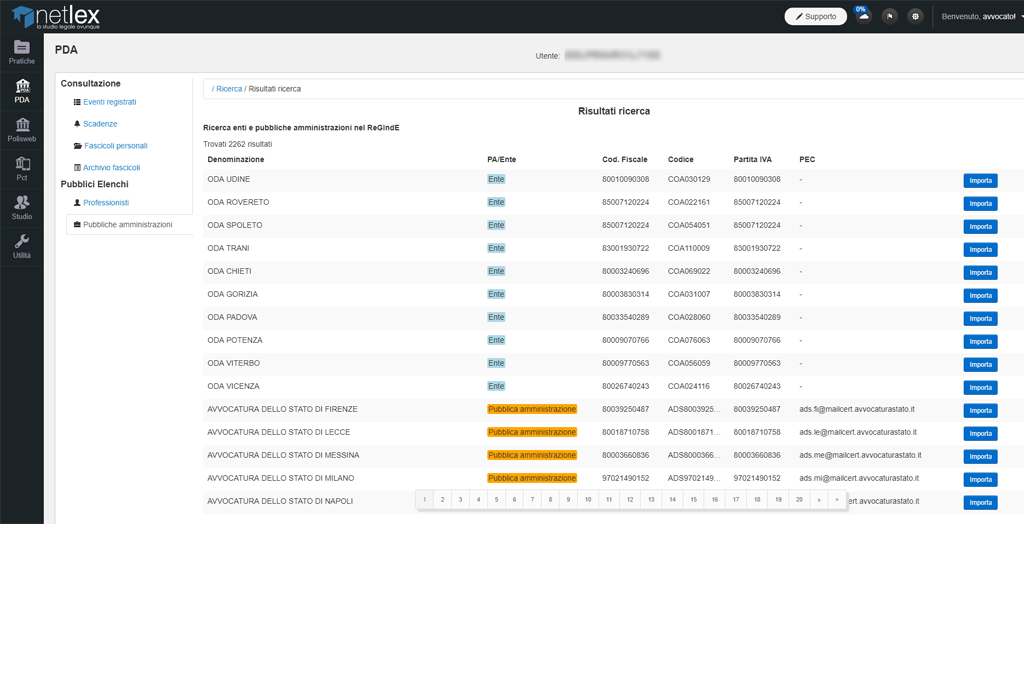 netlex
lo studio legale ovunque
Supporto
0%
Benvenuto, avvocato!
Pratiche
PDA
Polisweb
Pct
Studio
Utilità
PDA
Utente:
Consultazione
Eventi registrati
Scadenze
Fascicoli personali
Archivio fascicoli
Pubblici Elenchi
Professionisti
Pubbliche amministrazioni
/ Ricerca / Risultati ricerca
Risultati ricerca
Ricerca enti e pubbliche amministrazioni nel ReGIndE
Trovati 2262 risultati
Denominazione PA/Ente Cod. Fiscale Codice Partita IVA PEC
ODA UDINE Ente 80010090308 COA030129 80010090308 - Importa
ODA ROVERETO Ente 85007120224 COA022161 85007120224 - Importa
ODA SPOLETO Ente 85007120224 COA054051 85007120224 - Importa
ODA TRANI Ente 83001930722 COA110009 83001930722 - Importa
ODA CHIETI Ente 80003240696 COA069022 80003240696 - Importa
ODA GORIZIA Ente 80003830314 COA031007 80003830314 - Importa
ODA PADOVA Ente 80033540289 COA028060 80033540289 - Importa
ODA POTENZA Ente 80009070766 COA076063 80009070766 - Importa
ODA VITERBO Ente 80009770563 COA056059 80009770563 - Importa
ODA VICENZA Ente 80026740243 COA024116 80026740243 - Importa
AVVOCATURA DELLO STATO DI FIRENZE Pubblica amministrazione 80039250487 ADS8003925... 80039250487 ads.fi@mailcert.avvocaturastato.it Importa
AVVOCATURA DELLO STATO DI LECCE Pubblica amministrazione 80018710758 ADS8001871... 80018710758 ads.le@mailcert.avvocaturastato.it Importa
AVVOCATURA DELLO STATO DI MESSINA Pubblica amministrazione 80003660836 ADS8000366... 80003660836 ads.me@mailcert.avvocaturastato.it Importa
AVVOCATURA DELLO STATO DI MILANO Pubblica amministrazione 97021490152 ADS9702149... 97021490152 ads.mi@mailcert.avvocaturastato.it Importa
AVVOCATURA DELLO STATO DI NAPOLI ert.avvocaturastato.it Importa
1 2 3 4 5 6 7 8 9 10 11 12 13 14 15 16 17 18 19 20 » >